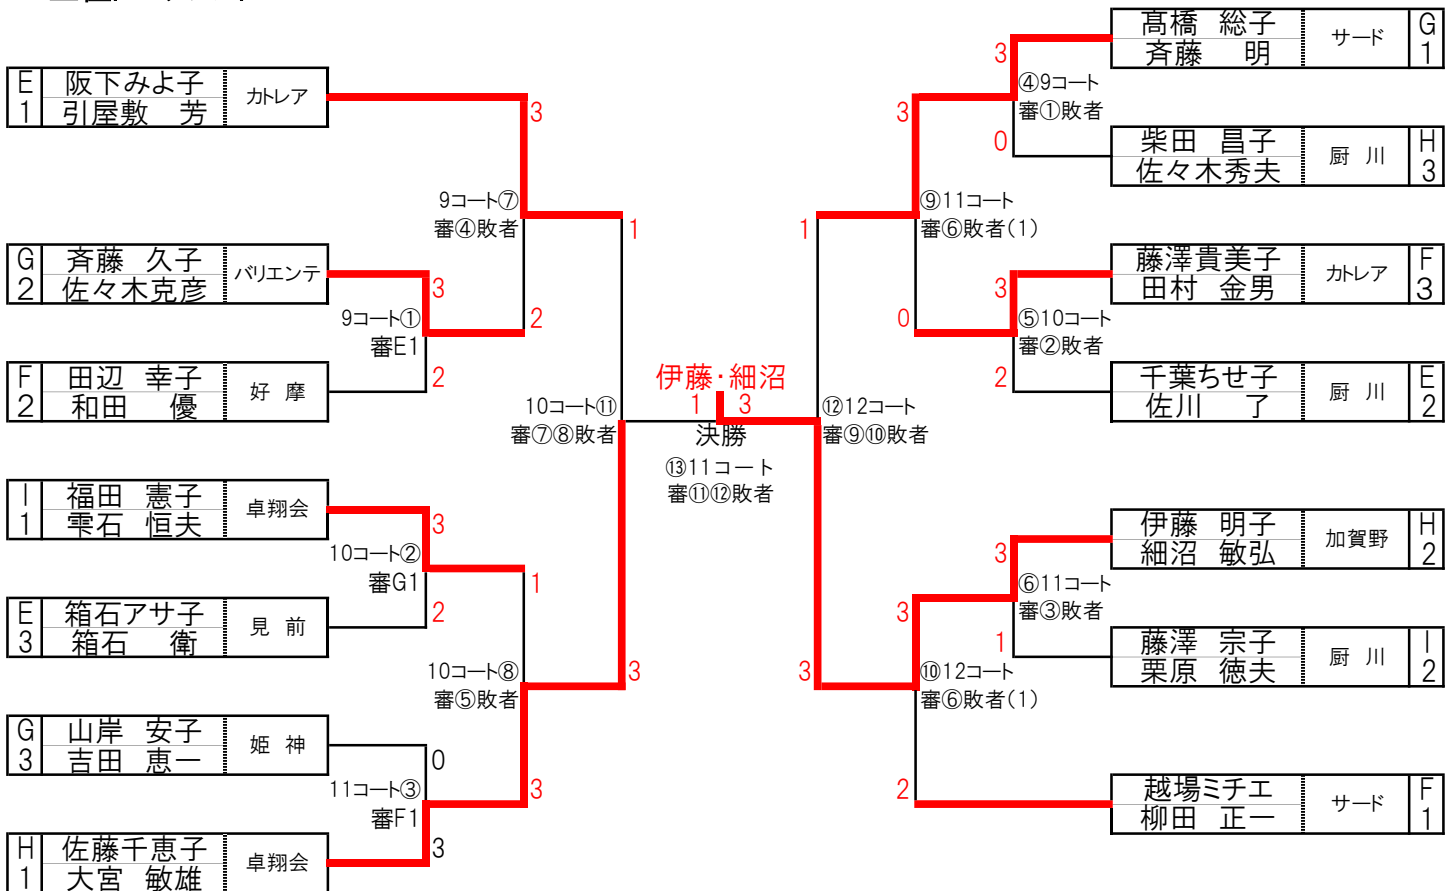 E 阪下みよ子 カトレア
1 引屋敷 芳
3
9コート⑦
審④敗者
1
G 斉藤 久子 バリエンテ
2 佐々木克彦
3
9コート①
審E1
2
F 田辺 幸子 好 摩
2 和田 優
2
10コート⑪
審⑦⑧敗者
I 福田 憲子 卓翔会
1 雫石 恒夫
3
10コート②
審G1
1
E 箱石アサ子 見 前
3 箱石 衛
2
10コート⑧
審⑤敗者
3
G 山岸 安子 姫 神
3 吉田 恵一
0
11コート③
審F1
3
H 佐藤千恵子 卓翔会
1 大宮 敏雄
3
伊藤・細沼
1 3
決勝
⑬11コート
審⑪⑫敗者
髙橋 総子 サード G
斉藤 明 1
3
④9コート
審①敗者
3
0
柴田 昌子 厨 川 H
佐々木秀夫 3
⑨11コート
審⑥敗者(1)
1
藤澤貴美子 カトレア F
田村 金男 3
3
⑤10コート
審②敗者
0
2
千葉ちせ子 厨 川 E
佐川 了 2
⑫12コート
審⑨⑩敗者
伊藤 明子 加賀野 H
細沼 敏弘 2
3
⑥11コート
審③敗者
3
1
藤澤 宗子 厨 川 I
栗原 徳夫 2
3
⑩12コート
審⑥敗者(1)
2
越場ミチエ サード F
柳田 正一 1